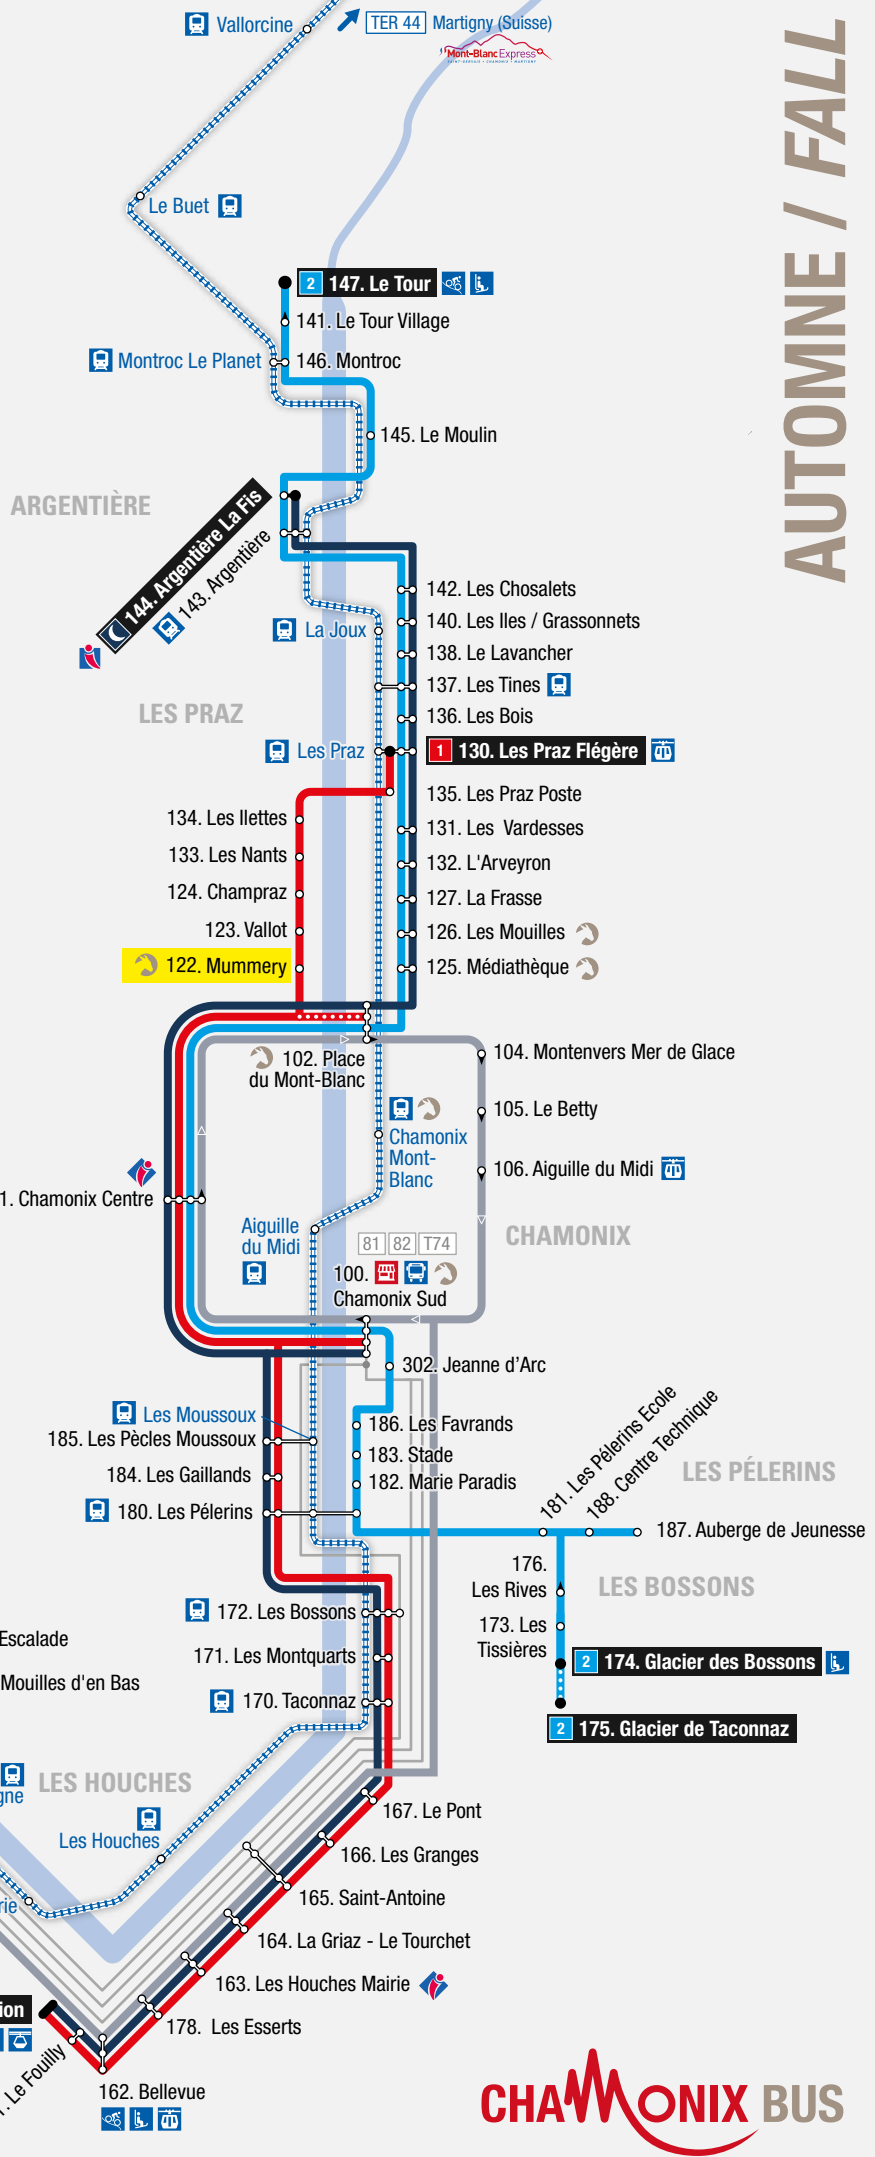 Vallorcine
TER 44 Martigny (Suisse)
Mont-Blanc Express
SAINT-GERVAIS • CHAMONIX • MARTIGNY
AUTOMNE / FALL
Le Buet
2 147. Le Tour
141. Le Tour Village
Montroc Le Planet
146. Montroc
145. Le Moulin
ARGENTIÈRE
144. Argentière La Fis
143. Argentière
142. Les Chosalets
140. Les Iles / Grassonnets
La Joux
138. Le Lavancher
137. Les Tines
LES PRAZ
136. Les Bois
Les Praz
1 130. Les Praz Flégère
135. Les Praz Poste
134. Les Ilettes
131. Les Vardesses
133. Les Nants
132. L'Arveyron
124. Champraz
127. La Frasse
123. Vallot
126. Les Mouilles
122. Mummery
125. Médiathèque
102. Place
du Mont-Blanc
104. Montenvers Mer de Glace
105. Le Betty
Chamonix
Mont-
Blanc
106. Aiguille du Midi
1. Chamonix Centre
Aiguille
du Midi
CHAMONIX
81 82 T74
100.
Chamonix Sud
302. Jeanne d'Arc
Les Moussoux
185. Les Pècles Moussoux
186. Les Favrands
183. Stade
184. Les Gaillands
182. Marie Paradis
181. Les Pélerins Ecole
188. Centre Technique
LES PÉLERINS
180. Les Pélerins
187. Auberge de Jeunesse
176.
Les Rives
LES BOSSONS
172. Les Bossons
173. Les
Tissières
Escalade
171. Les Montquarts
2 174. Glacier des Bossons
Mouilles d'en Bas
170. Taconnaz
2 175. Glacier de Taconnaz
gne
LES HOUCHES
167. Le Pont
Les Houches
166. Les Granges
165. Saint-Antoine
rie
164. La Griaz - Le Tourchet
163. Les Houches Mairie
ion
178. Les Esserts
1. Le Fouilly
162. Bellevue
CHAMONIX BUS